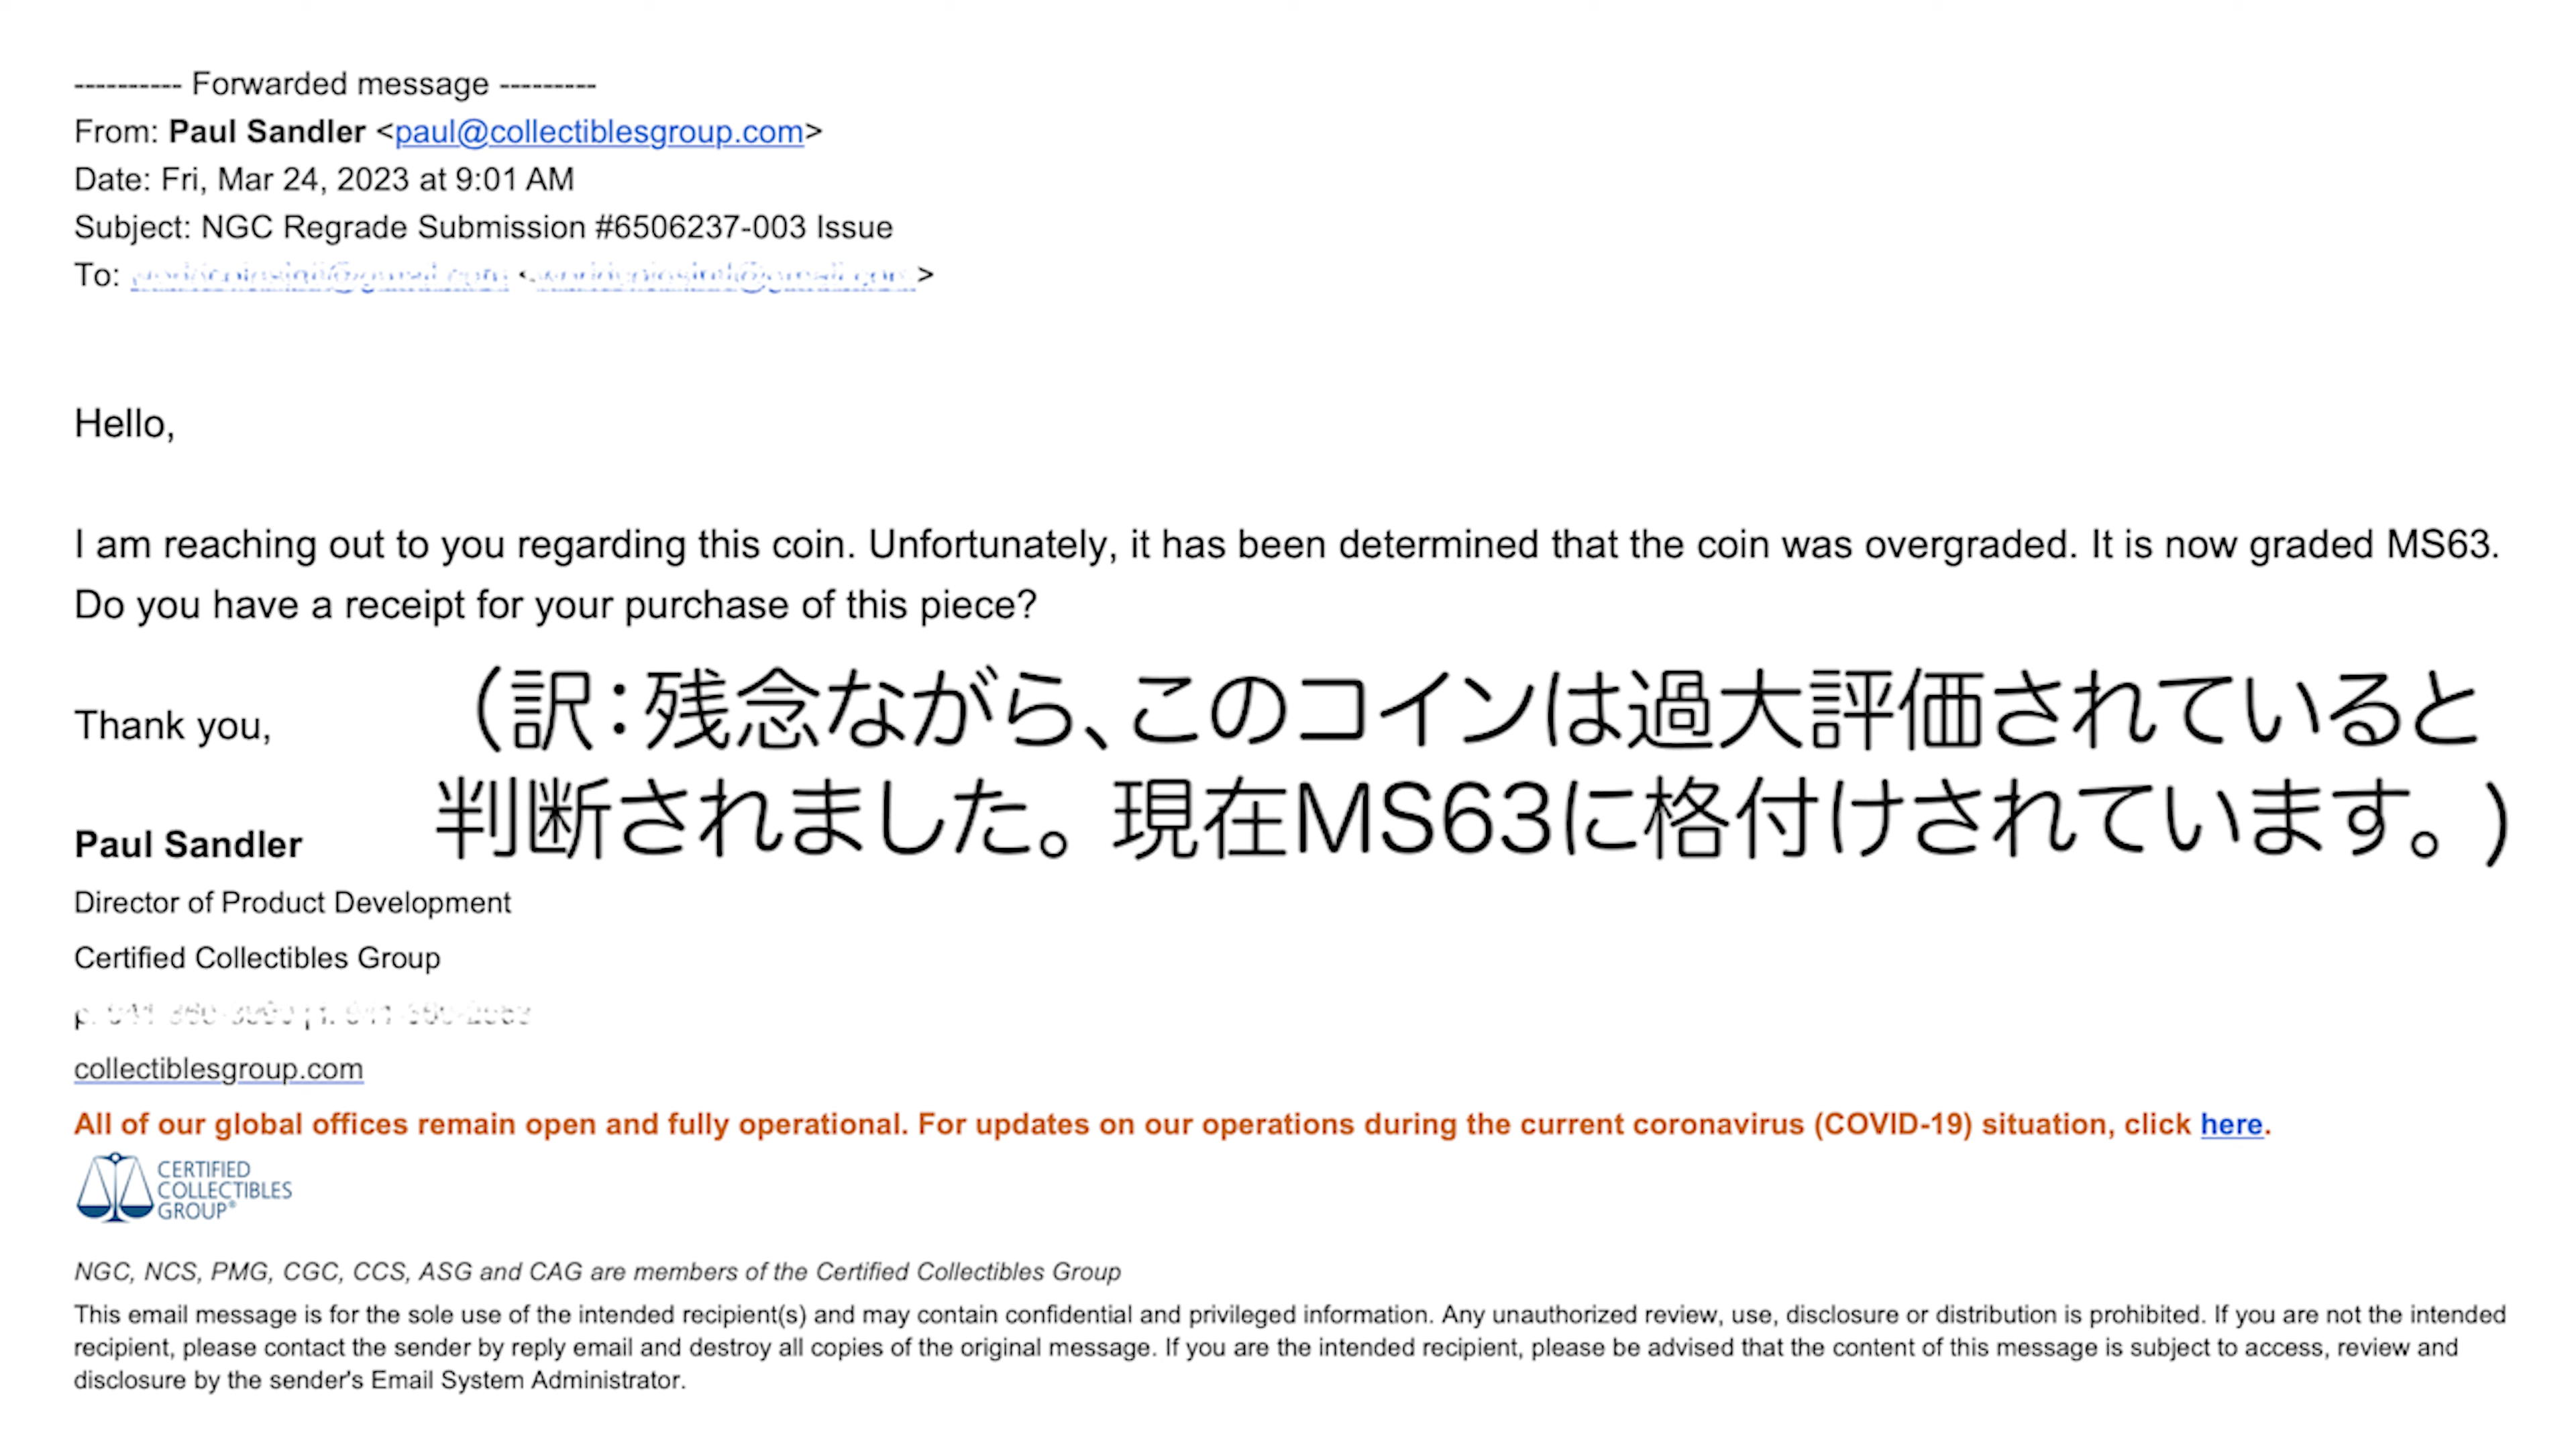 ---------- Forwarded message ---------
From: Paul Sandler <paul@collectiblesgroup.com>
Date: Fri, Mar 24, 2023 at 9:01 AM
Subject: NGC Regrade Submission #6506237-003 Issue
To:
Hello,
I am reaching out to you regarding this coin. Unfortunately, it has been determined that the coin was overgraded. It is now graded MS63.
Do you have a receipt for your purchase of this piece?
Thank you,
（訳：残念ながら、このコインは過大評価されていると
判断されました。現在MS63に格付けされています。）
Paul Sandler
Director of Product Development
Certified Collectibles Group
collectiblesgroup.com
All of our global offices remain open and fully operational. For updates on our operations during the current coronavirus (COVID-19) situation, click here.
CERTIFIED
COLLECTIBLES
GROUP®
NGC, NCS, PMG, CGC, CCS, ASG and CAG are members of the Certified Collectibles Group
This email message is for the sole use of the intended recipient(s) and may contain confidential and privileged information. Any unauthorized review, use, disclosure or distribution is prohibited. If you are not the intended
recipient, please contact the sender by reply email and destroy all copies of the original message. If you are the intended recipient, please be advised that the content of this message is subject to access, review and
disclosure by the sender's Email System Administrator.